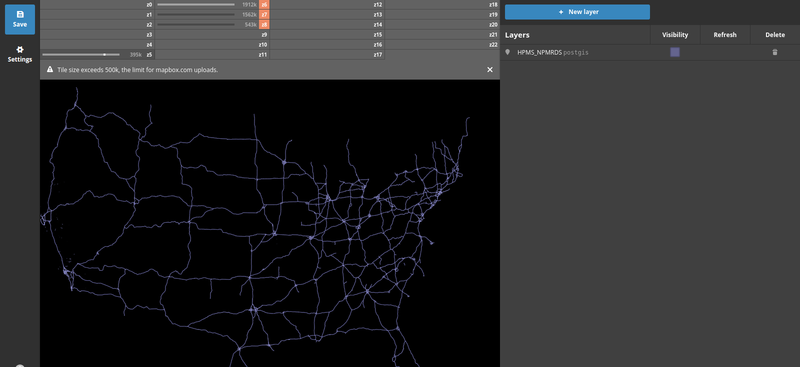 z0 1912k z6 z12 z18
z1 1562k z7 z13 z19
z2 543k z8 z14 z20
z3 z9 z15 z21
z4 z10 z16 z22
395k z5 z11 z17
Save
Settings
Tile size exceeds 500k, the limit for mapbox.com uploads.
+ New layer
Layers Visibility Refresh Delete
HPMS_NPMRDS postgis